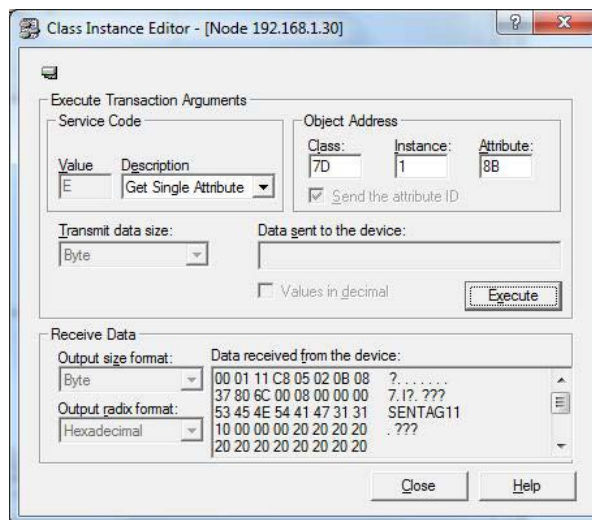 Class Instance Editor - [Node 192.168.1.30]
Execute Transaction Arguments
Service Code
Value Description
E Get Single Attribute
Object Address
Class: Instance: Attribute:
7D 1 8B
Send the attribute ID
Transmit data size:
Byte
Data sent to the device:
Values in decimal
Execute
Receive Data
Output size format:
Byte
Output radix format:
Hexadecimal
Data received from the device:
00 01 11 C8 05 02 0B 08 ?. . . . . . .
37 80 6C 00 08 00 00 00 7. l?. ???
53 45 4E 54 41 47 31 31 SENTAG11
10 00 00 00 20 20 20 20 . ???
20 20 20 20 20 20 20 20
Close Help